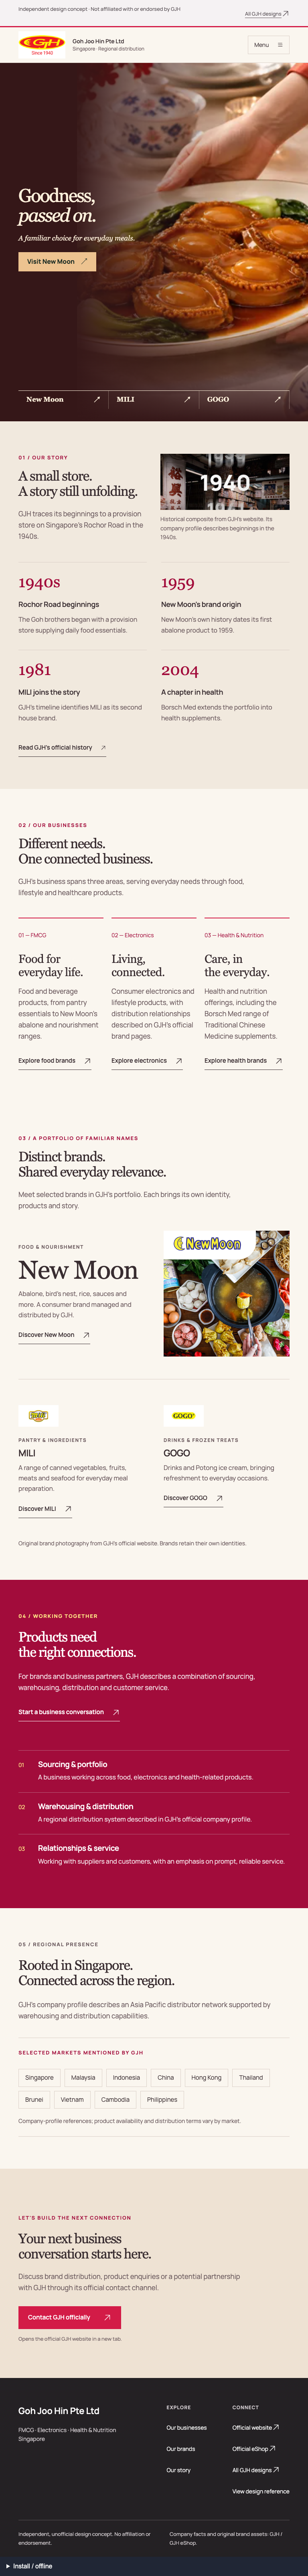 Independent design concept · Not affiliated with or endorsed by GJH
All GJH designs
GJH
Since 1940
Goh Joo Hin Pte Ltd
Singapore · Regional distribution
Menu
Goodness,
passed on.
A familiar choice for everyday meals.
Visit New Moon
New Moon
MILI
GOGO
01 / OUR STORY
A small store.
A story still unfolding.
GJH traces its beginnings to a provision
store on Singapore's Rochor Road in the
1940s.
1940
Historical composite from GJH's website. Its
company profile describes beginnings in the
1940s.
1940s
Rochor Road beginnings
The Goh brothers began with a provision
store supplying daily food essentials.
1959
New Moon's brand origin
New Moon's own history dates its first
abalone product to 1959.
1981
MILI joins the story
GJH's timeline identifies MILI as its second
house brand.
2004
A chapter in health
Borsch Med extends the portfolio into
health supplements.
Read GJH's official history
02 / OUR BUSINESSES
Different needs.
One connected business.
GJH's business spans three areas, serving everyday needs through food,
lifestyle and healthcare products.
01 — FMCG
Food for
everyday life.
Food and beverage
products, from pantry
essentials to New Moon's
abalone and nourishment
ranges.
Explore food brands
02 — Electronics
Living,
connected.
Consumer electronics and
lifestyle products, with
distribution relationships
described on GJH's official
brand pages.
Explore electronics
03 — Health & Nutrition
Care, in
the everyday.
Health and nutrition
offerings, including the
Borsch Med range of
Traditional Chinese
Medicine supplements.
Explore health brands
03 / A PORTFOLIO OF FAMILIAR NAMES
Distinct brands.
Shared everyday relevance.
Meet selected brands in GJH's portfolio. Each brings its own identity,
products and story.
FOOD & NOURISHMENT
New Moon
Abalone, bird's nest, rice, sauces and
more. A consumer brand managed and
distributed by GJH.
Discover New Moon
New Moon
PANTRY & INGREDIENTS
MILI
A range of canned vegetables, fruits,
meats and seafood for everyday meal
preparation.
Discover MILI
GOGO
DRINKS & FROZEN TREATS
GOGO
Drinks and Potong ice cream, bringing
refreshment to everyday occasions.
Discover GOGO
Original brand photography from GJH's official website. Brands retain their own identities.
04 / WORKING TOGETHER
Products need
the right connections.
For brands and business partners, GJH describes a combination of sourcing,
warehousing, distribution and customer service.
Start a business conversation
01
Sourcing & portfolio
A business working across food, electronics and health-related products.
02
Warehousing & distribution
A regional distribution system described in GJH's official company profile.
03
Relationships & service
Working with suppliers and customers, with an emphasis on prompt, reliable service.
05 / REGIONAL PRESENCE
Rooted in Singapore.
Connected across the region.
GJH's company profile describes an Asia Pacific distributor network supported by
warehousing and distribution capabilities.
SELECTED MARKETS MENTIONED BY GJH
Singapore
Malaysia
Indonesia
China
Hong Kong
Thailand
Brunei
Vietnam
Cambodia
Philippines
Company-profile references; product availability and distribution terms vary by market.
LET'S BUILD THE NEXT CONNECTION
Your next business
conversation starts here.
Discuss brand distribution, product enquiries or a potential partnership
with GJH through its official contact channel.
Contact GJH officially
Opens the official GJH website in a new tab.
Goh Joo Hin Pte Ltd
FMCG · Electronics · Health & Nutrition
Singapore
EXPLORE
Our businesses
Our brands
Our story
CONNECT
Official website
Official eShop
All GJH designs
View design reference
Independent, unofficial design concept. No affiliation or
endorsement.
Company facts and original brand assets: GJH /
GJH eShop.
Install / offline